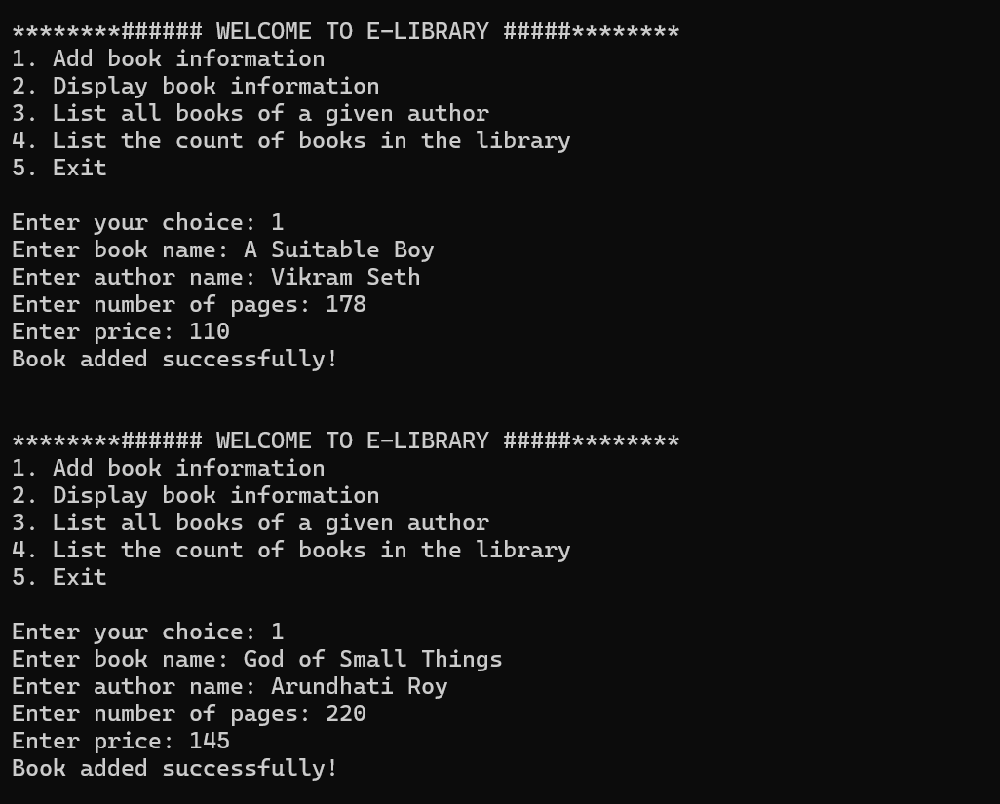 ********###### WELCOME TO E-LIBRARY #####********
1. Add book information
2. Display book information
3. List all books of a given author
4. List the count of books in the library
5. Exit
Enter your choice: 1
Enter book name: A Suitable Boy
Enter author name: Vikram Seth
Enter number of pages: 178
Enter price: 110
Book added successfully!
********###### WELCOME TO E-LIBRARY #####********
1. Add book information
2. Display book information
3. List all books of a given author
4. List the count of books in the library
5. Exit
Enter your choice: 1
Enter book name: God of Small Things
Enter author name: Arundhati Roy
Enter number of pages: 220
Enter price: 145
Book added successfully!